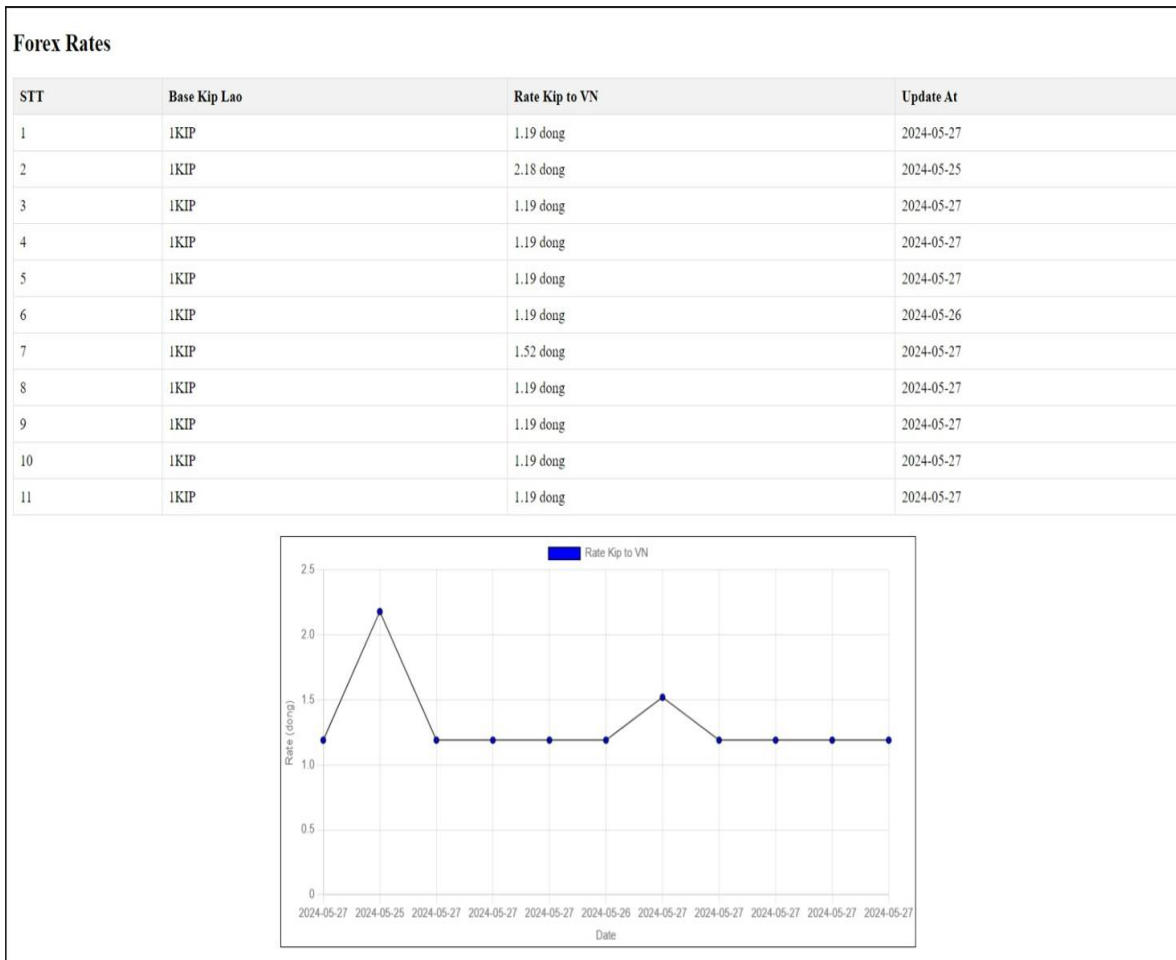 Forex Rates
STT Base Kip Lao Rate Kip to VN Update At
1 1KIP 1.19 dong 2024-05-27
2 1KIP 2.18 dong 2024-05-25
3 1KIP 1.19 dong 2024-05-27
4 1KIP 1.19 dong 2024-05-27
5 1KIP 1.19 dong 2024-05-27
6 1KIP 1.19 dong 2024-05-26
7 1KIP 1.52 dong 2024-05-27
8 1KIP 1.19 dong 2024-05-27
9 1KIP 1.19 dong 2024-05-27
10 1KIP 1.19 dong 2024-05-27
11 1KIP 1.19 dong 2024-05-27
Rate Kip to VN
2.5
2.0
1.5
Rate (dong)
1.0
0.5
0
2024-05-27 2024-05-25 2024-05-27 2024-05-27 2024-05-27 2024-05-26 2024-05-27 2024-05-27 2024-05-27 2024-05-27 2024-05-27
Date